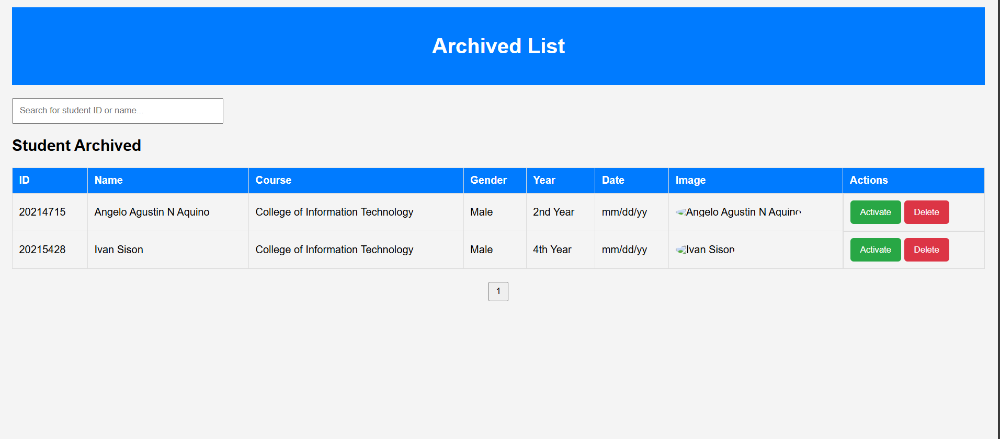 Archived List
Search for student ID or name...
Student Archived
ID Name Course Gender Year Date Image Actions
20214715 Angelo Agustin N Aquino College of Information Technology Male 2nd Year mm/dd/yy Angelo Agustin N Aquino Activate Delete
20215428 Ivan Sison College of Information Technology Male 4th Year mm/dd/yy Ivan Sison Activate Delete
1